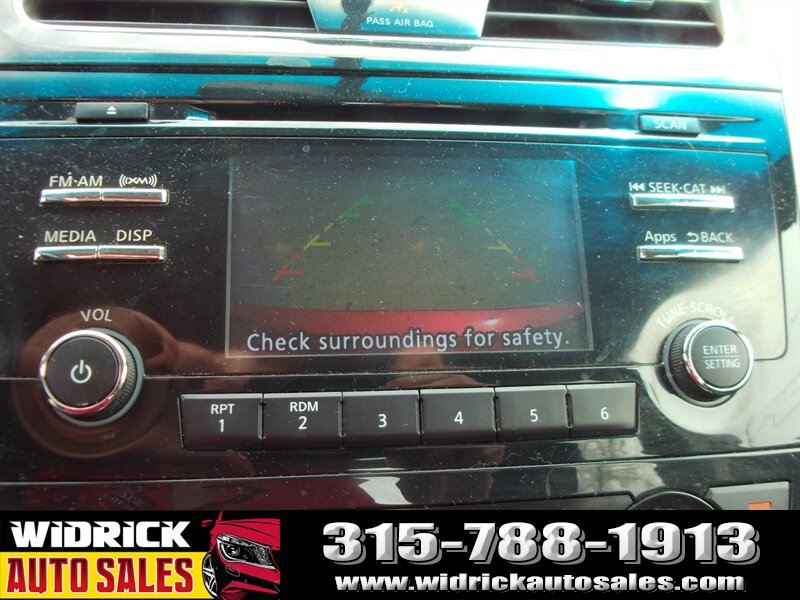 PASS AIR BAG
SCAN
FM·AM ((XM))
SEEK·CAT
MEDIA DISP
Apps BACK
VOL
TUNE·SCROLL
Check surroundings for safety.
ENTER
SETTING
RPT
1
RDM
2
3
4
5
6
WIDRICK
AUTO SALES
315-788-1913
www.widrickautosales.com